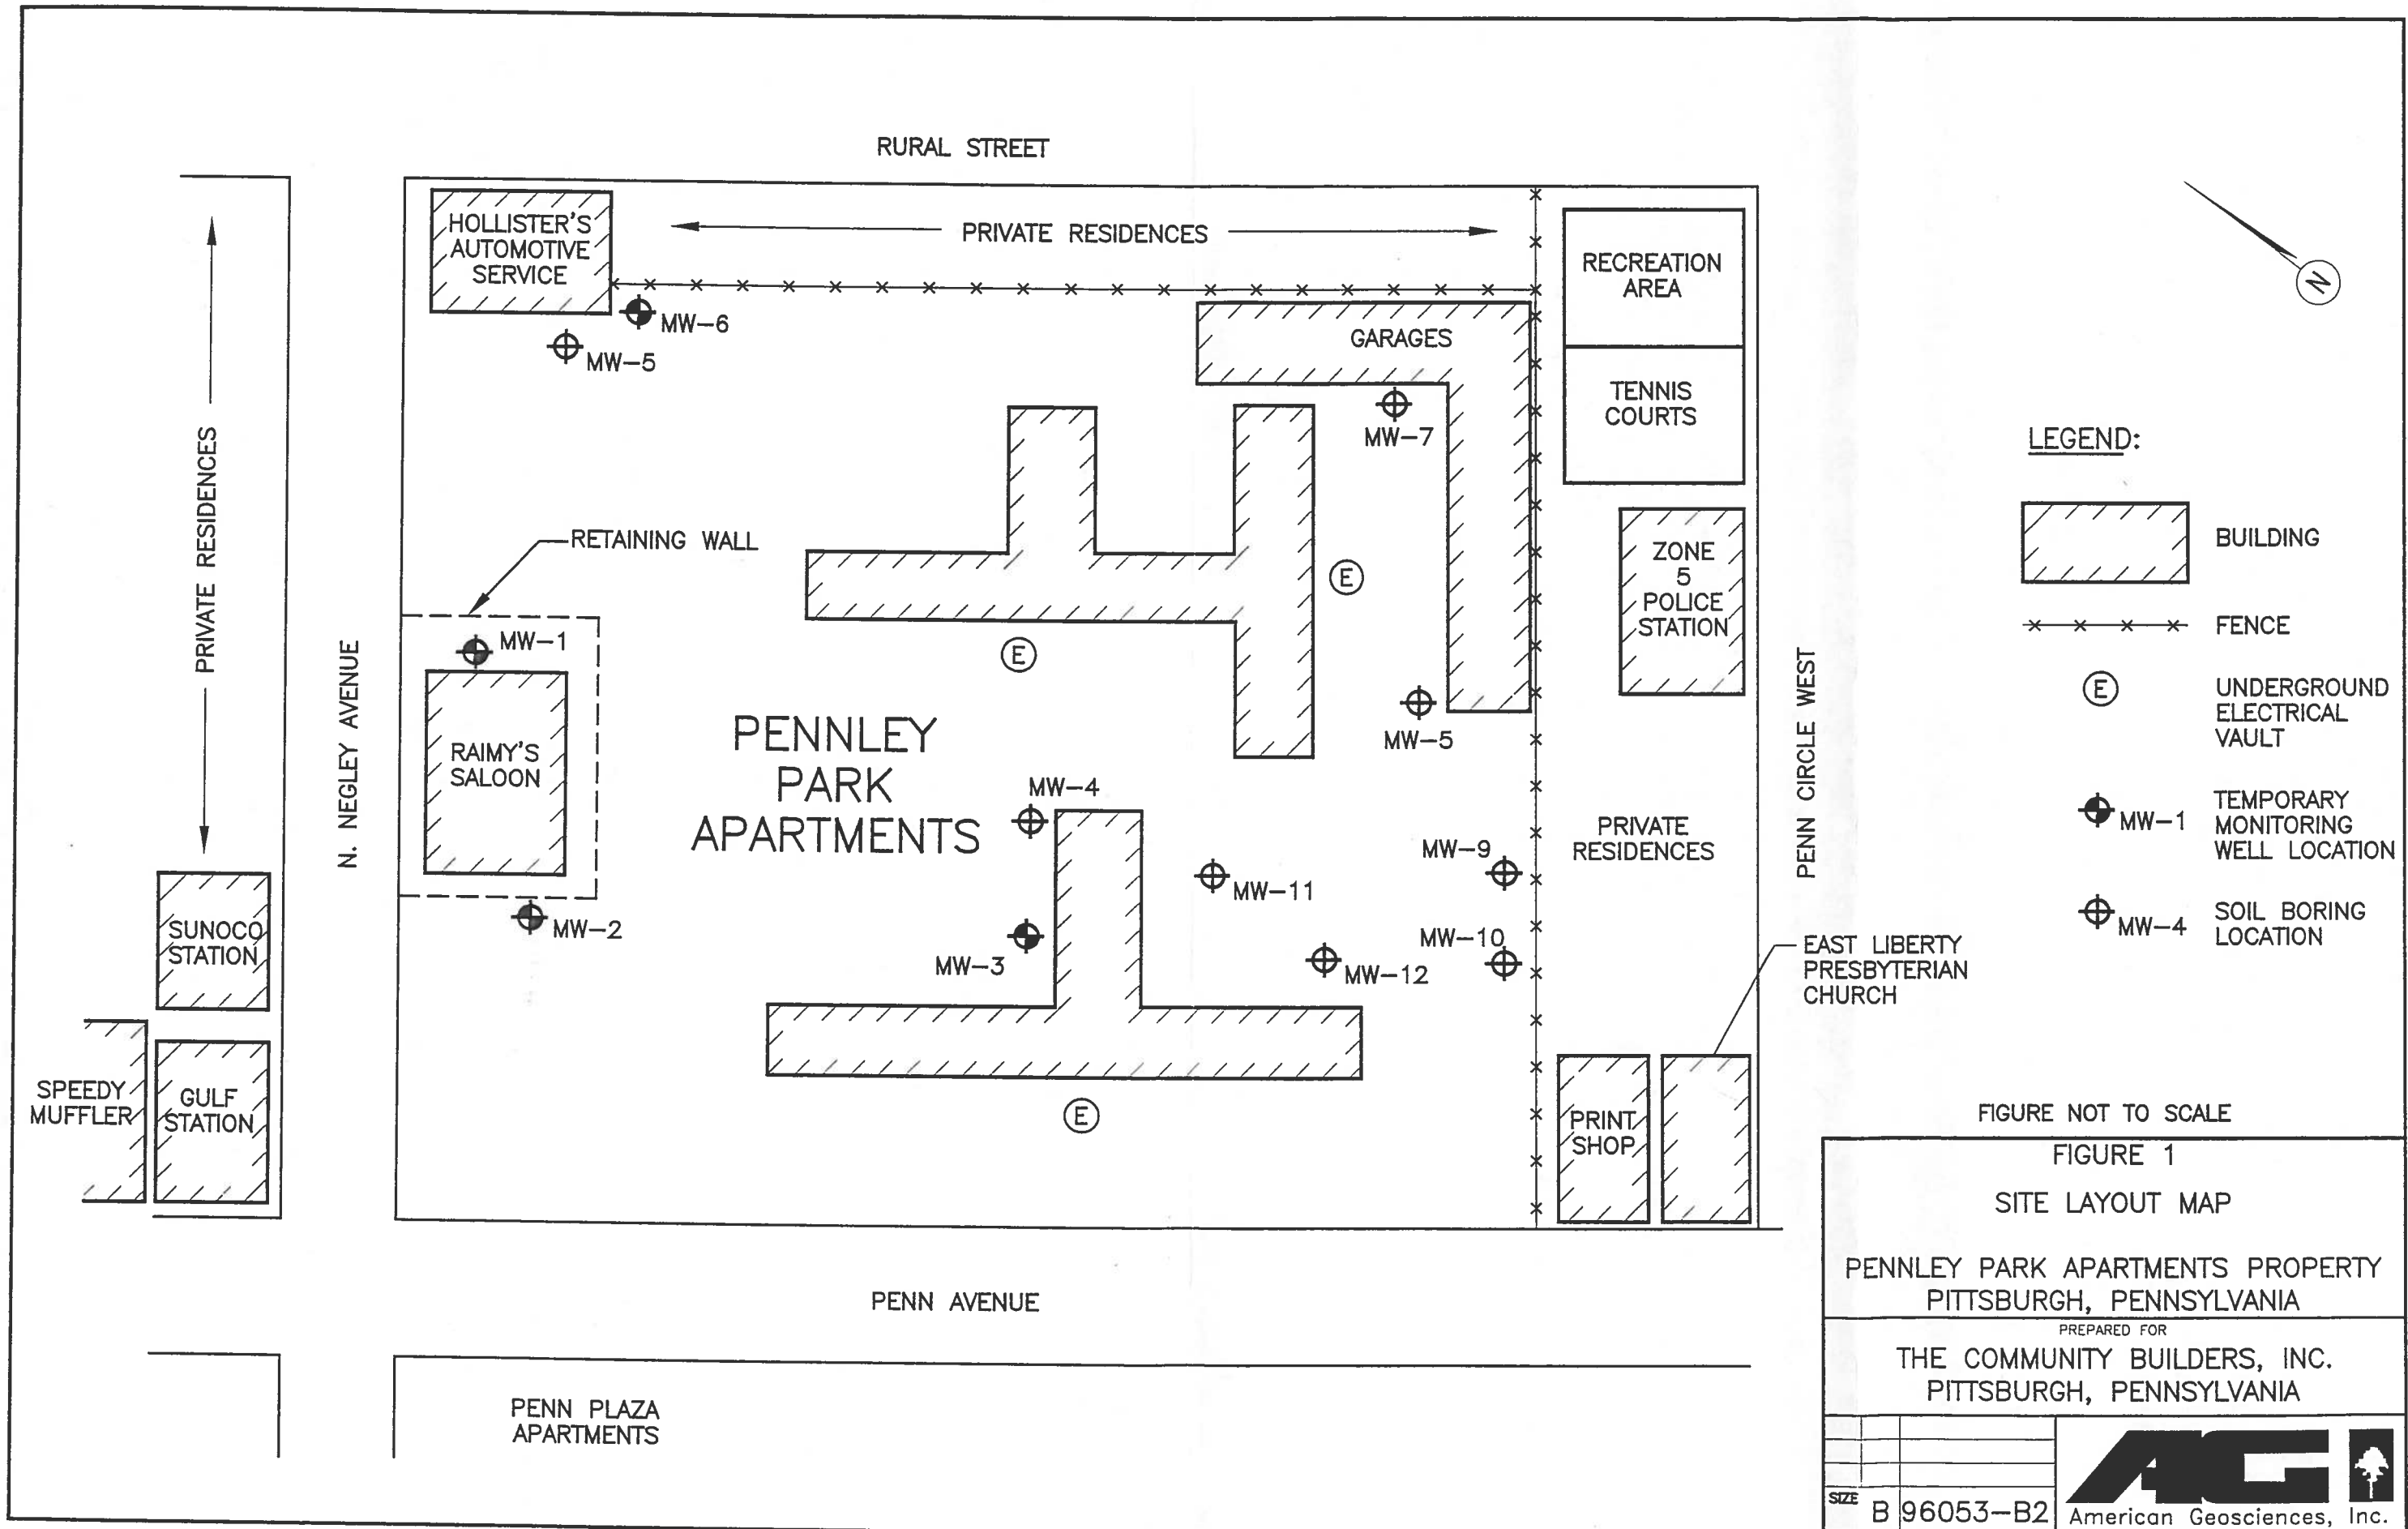 RURAL STREET
HOLLISTER'S
AUTOMOTIVE
SERVICE
PRIVATE RESIDENCES
MW-6
MW-5
GARAGES
MW-7
RECREATION
AREA
TENNIS
COURTS
N
PRIVATE RESIDENCES
RETAINING WALL
MW-1
N. NEGLEY AVENUE
RAIMY'S
SALOON
E
E
ZONE
5
POLICE
STATION
PENNLEY
PARK
APARTMENTS
MW-5
MW-4
MW-11
MW-9
MW-10
MW-12
MW-3
MW-2
PRIVATE
RESIDENCES
PENN CIRCLE WEST
EAST LIBERTY
PRESBYTERIAN
CHURCH
SUNOCO
STATION
SPEEDY
MUFFLER
GULF
STATION
E
PRINT
SHOP
PENN AVENUE
PENN PLAZA
APARTMENTS
LEGEND:
BUILDING
FENCE
E
UNDERGROUND
ELECTRICAL
VAULT
MW-1
TEMPORARY
MONITORING
WELL LOCATION
MW-4
SOIL BORING
LOCATION
FIGURE NOT TO SCALE
FIGURE 1
SITE LAYOUT MAP
PENNLEY PARK APARTMENTS PROPERTY
PITTSBURGH, PENNSYLVANIA
PREPARED FOR
THE COMMUNITY BUILDERS, INC.
PITTSBURGH, PENNSYLVANIA
SIZE B 96053-B2
AG
American Geosciences, Inc.